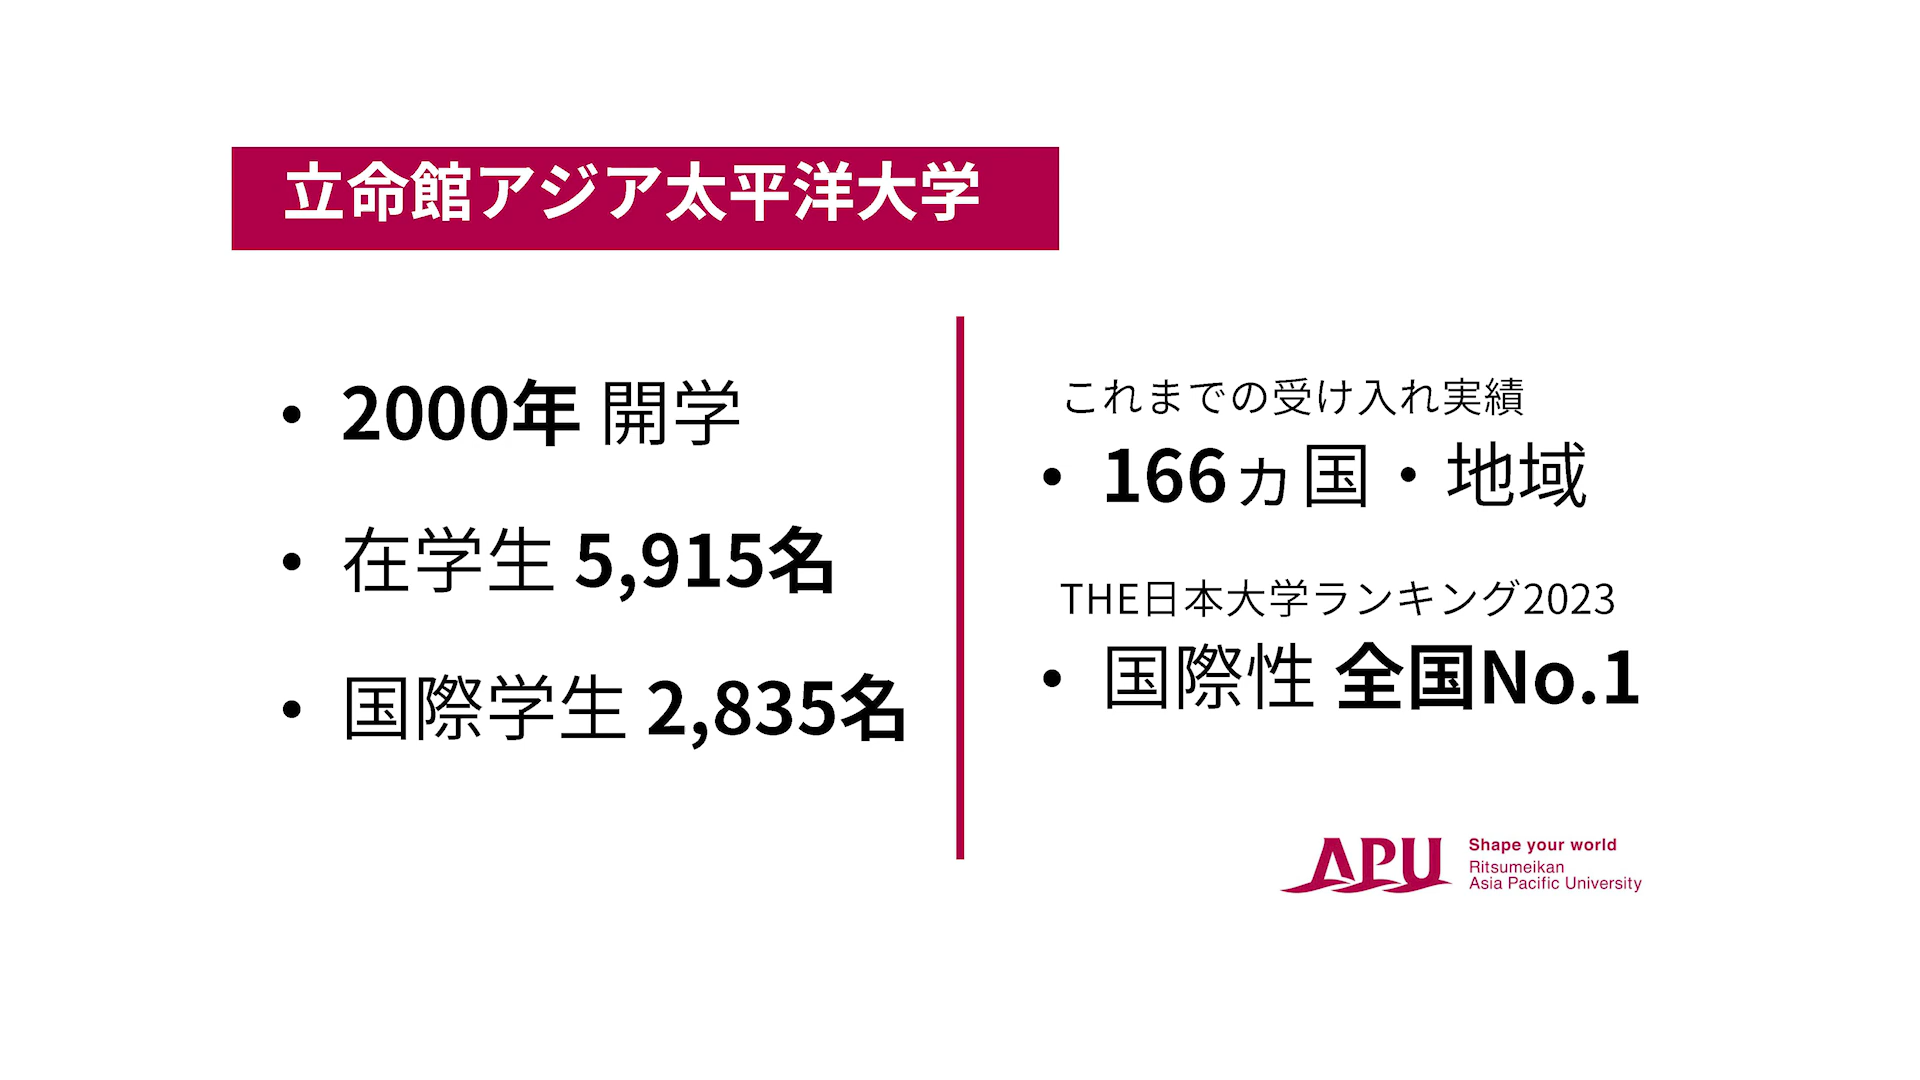 立命館アジア太平洋大学
• 2000年 開学
• 在学生 5,915名
• 国際学生 2,835名
これまでの受け入れ実績
• 166ヵ国・地域
THE日本大学ランキング2023
• 国際性 全国No.1
APU
Shape your world
Ritsumeikan
Asia Pacific University